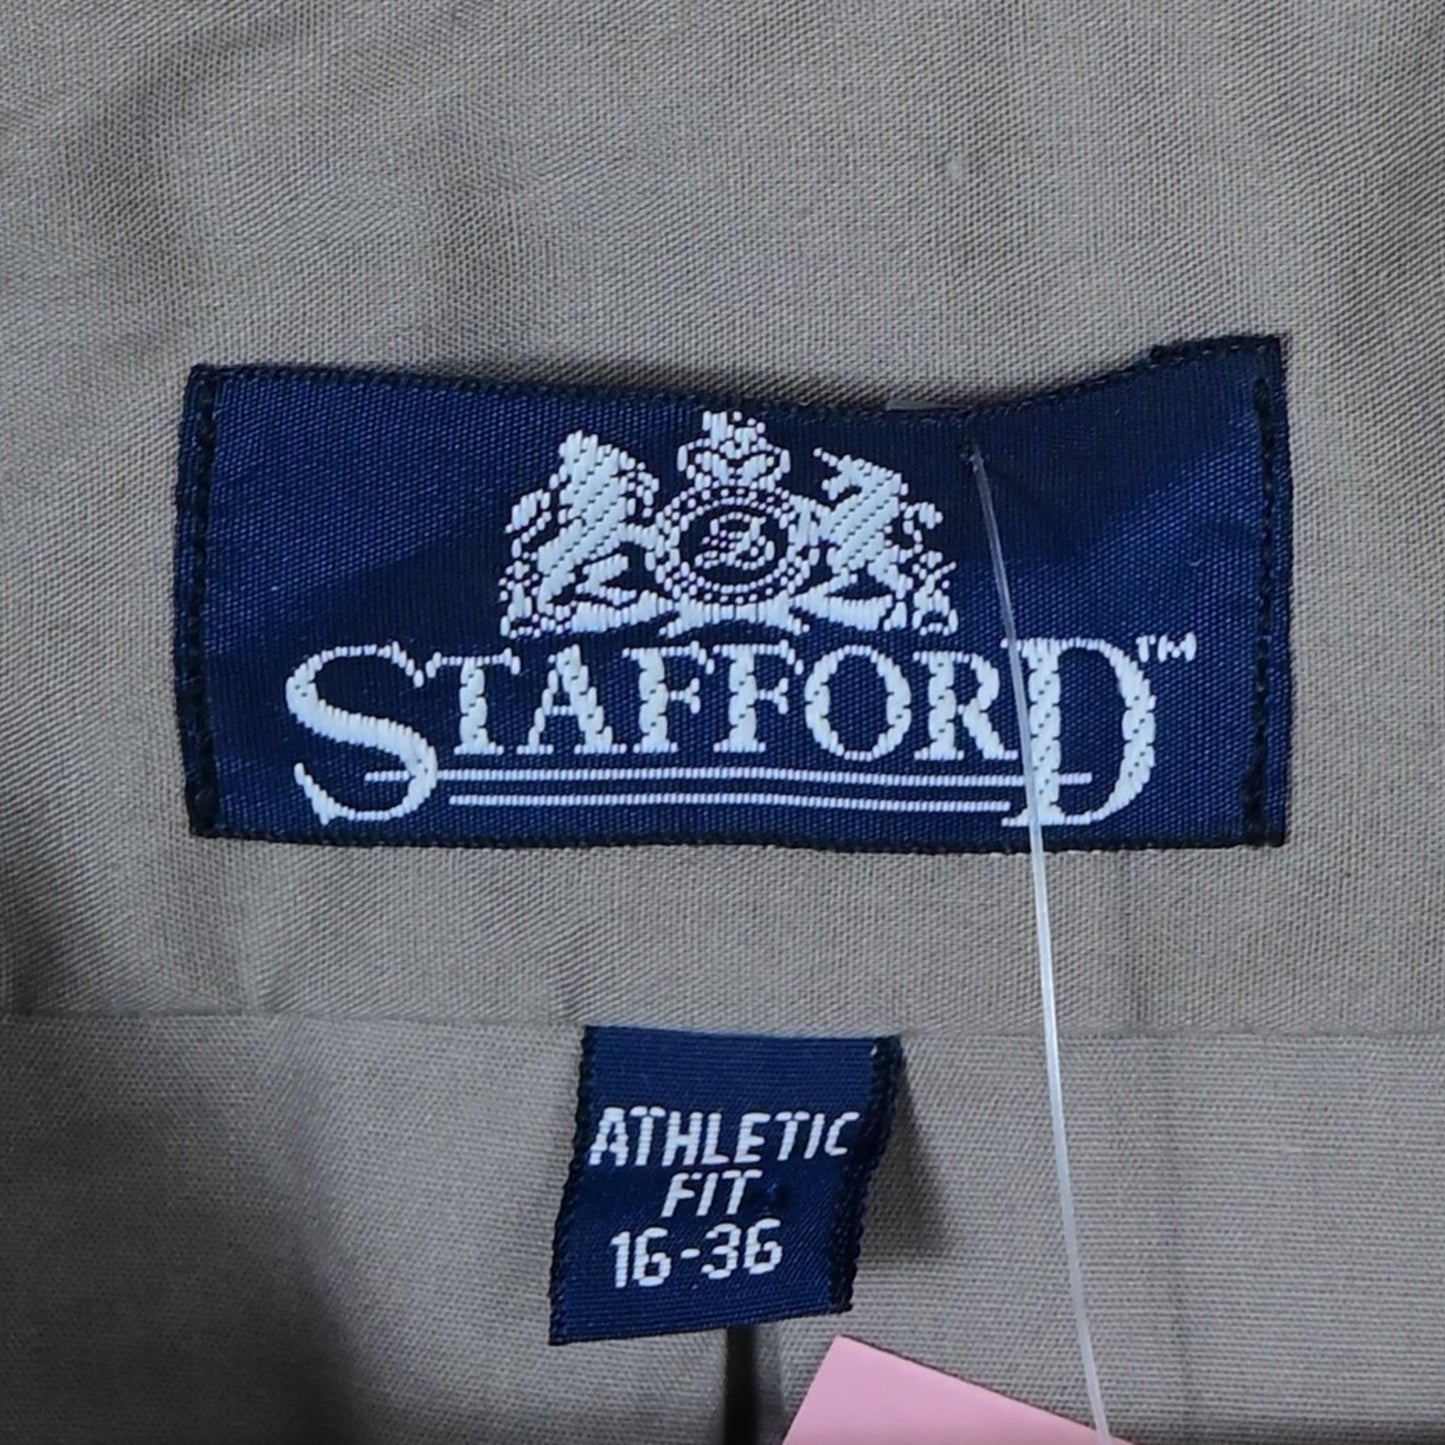 STAFFORD™
ATHLETIC
FIT
16-36